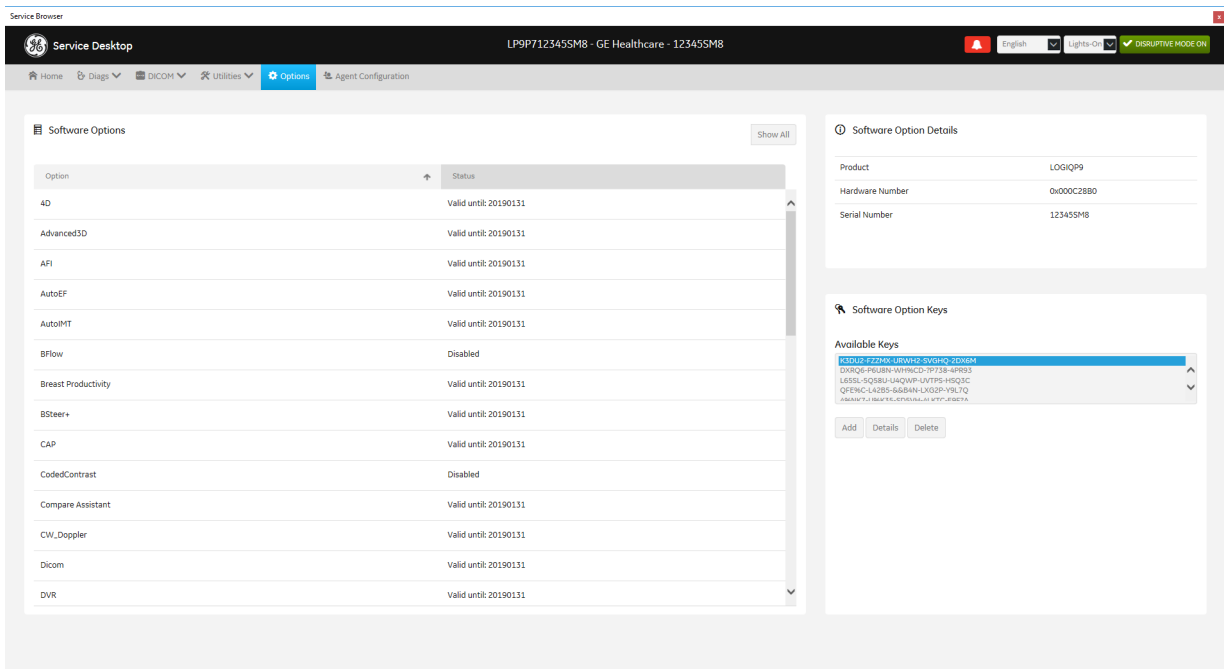 Service Browser
x
Service Desktop
LP9P712345SM8 - GE Healthcare - 12345SM8
English
Lights-On
DISRUPTIVE MODE ON
Home
Diags
DICOM
Utilities
Options
Agent Configuration
Software Options
Show All
Option Status
4D Valid until: 20190131
Advanced3D Valid until: 20190131
AFI Valid until: 20190131
AutoEF Valid until: 20190131
AutoIMT Valid until: 20190131
BFlow Disabled
Breast Productivity Valid until: 20190131
BSteer+ Valid until: 20190131
CAP Valid until: 20190131
CodedContrast Disabled
Compare Assistant Valid until: 20190131
CW_Doppler Valid until: 20190131
Dicom Valid until: 20190131
DVR Valid until: 20190131
Software Option Details
Product LOGIQP9
Hardware Number 0x000C28B0
Serial Number 12345SM8
Software Option Keys
Available Keys
K3DU2-FZZMX-URWH2-SVGHQ-2DX6M
DXRQ6-P6U8N-WH%CD-7P738-4PR93
L65SL-5Q58U-U4QWP-UVTPS-HSQ3C
QFE%C-L42B5-&&B4N-LXG2P-Y9L7Q
Add
Details
Delete